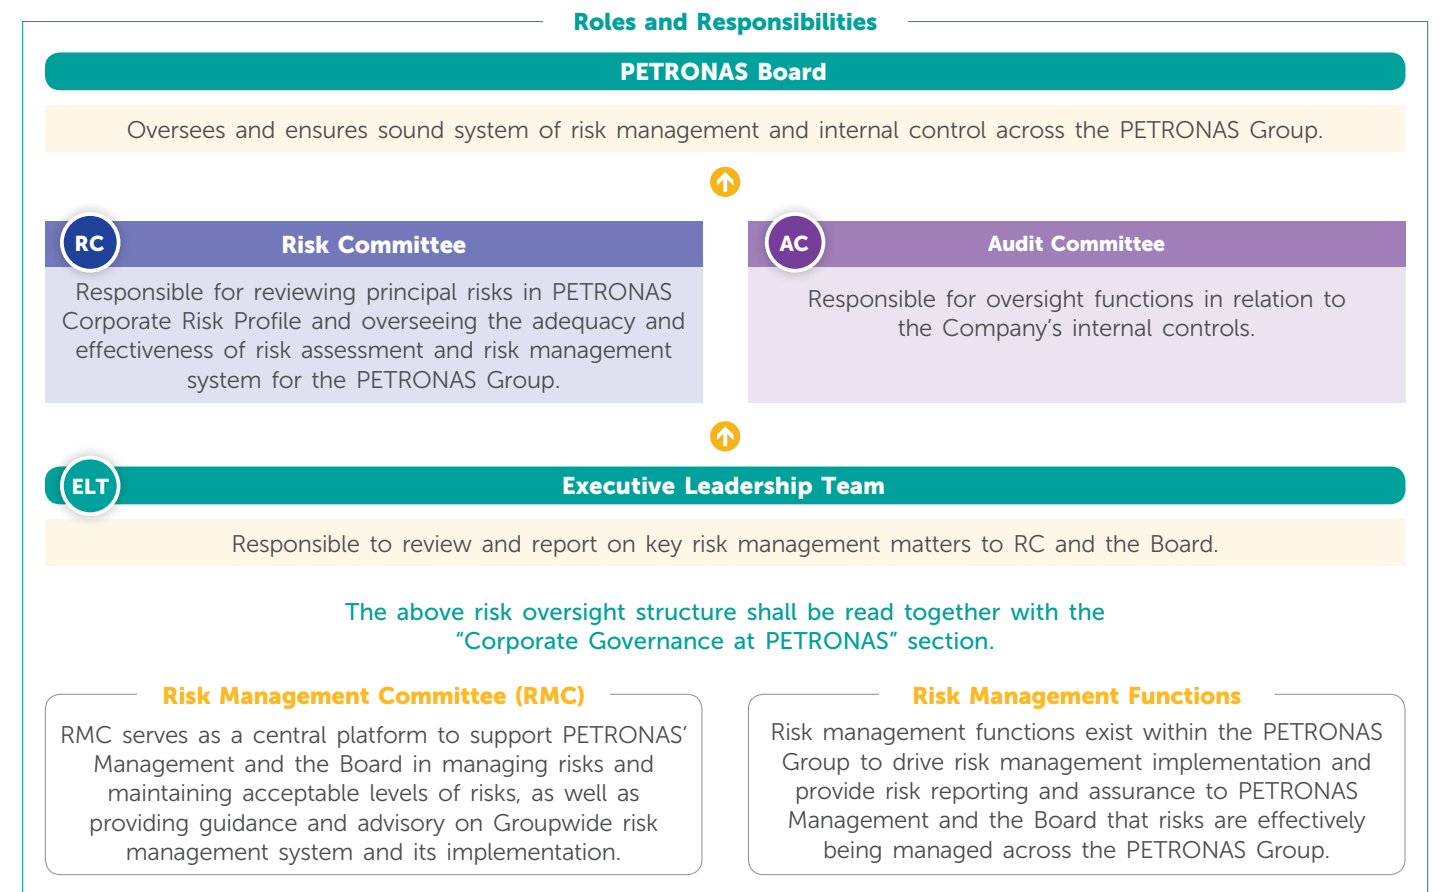 Roles and Responsibilities
PETRONAS Board
Oversees and ensures sound system of risk management and internal control across the PETRONAS Group.
RC
Risk Committee
Responsible for reviewing principal risks in PETRONAS
Corporate Risk Profile and overseeing the adequacy and
effectiveness of risk assessment and risk management
system for the PETRONAS Group.
AC
Audit Committee
Responsible for oversight functions in relation to
the Company’s internal controls.
ELT
Executive Leadership Team
Responsible to review and report on key risk management matters to RC and the Board.
The above risk oversight structure shall be read together with the
“Corporate Governance at PETRONAS” section.
Risk Management Committee (RMC)
RMC serves as a central platform to support PETRONAS’
Management and the Board in managing risks and
maintaining acceptable levels of risks, as well as
providing guidance and advisory on Groupwide risk
management system and its implementation.
Risk Management Functions
Risk management functions exist within the PETRONAS
Group to drive risk management implementation and
provide risk reporting and assurance to PETRONAS
Management and the Board that risks are effectively
being managed across the PETRONAS Group.